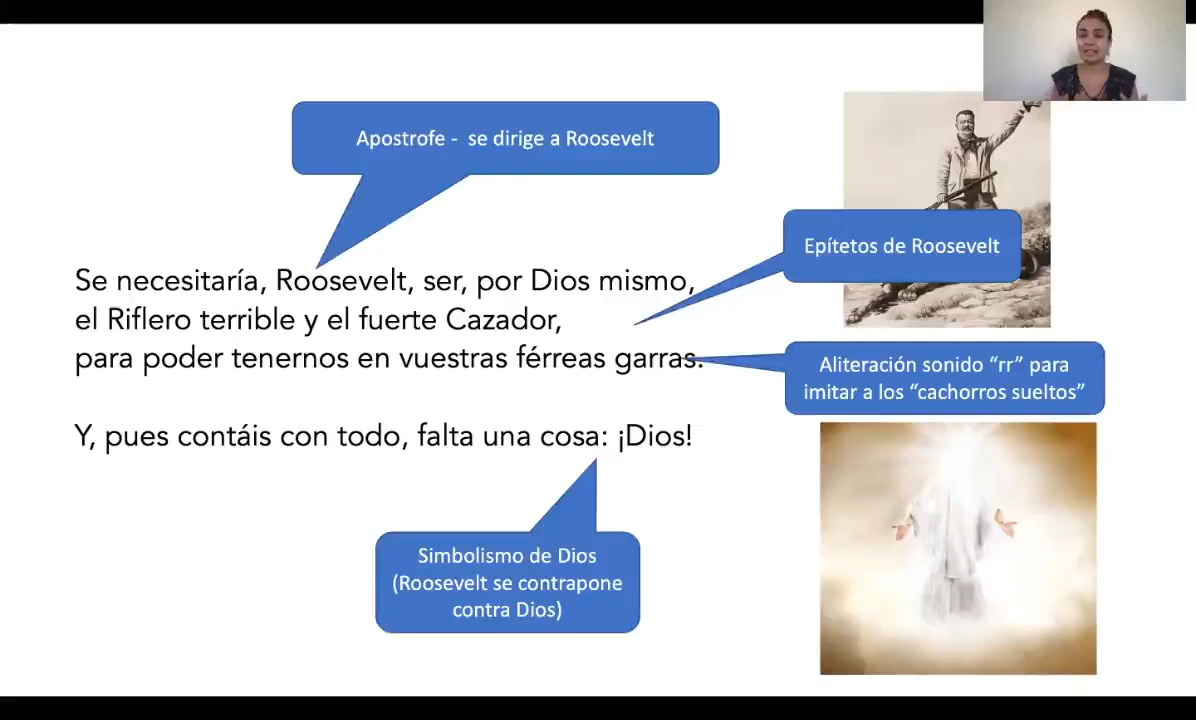 Apostrofe - se dirige a Roosevelt
Epítetos de Roosevelt
Se necesitaría, Roosevelt, ser, por Dios mismo,
el Riflero terrible y el fuerte Cazador,
para poder tenernos en vuestras férreas garras.
Aliteración sonido “rr” para
imitar a los “cachorros sueltos”
Y, pues contáis con todo, falta una cosa: ¡Dios!
Simbolismo de Dios
(Roosevelt se contrapone
contra Dios)